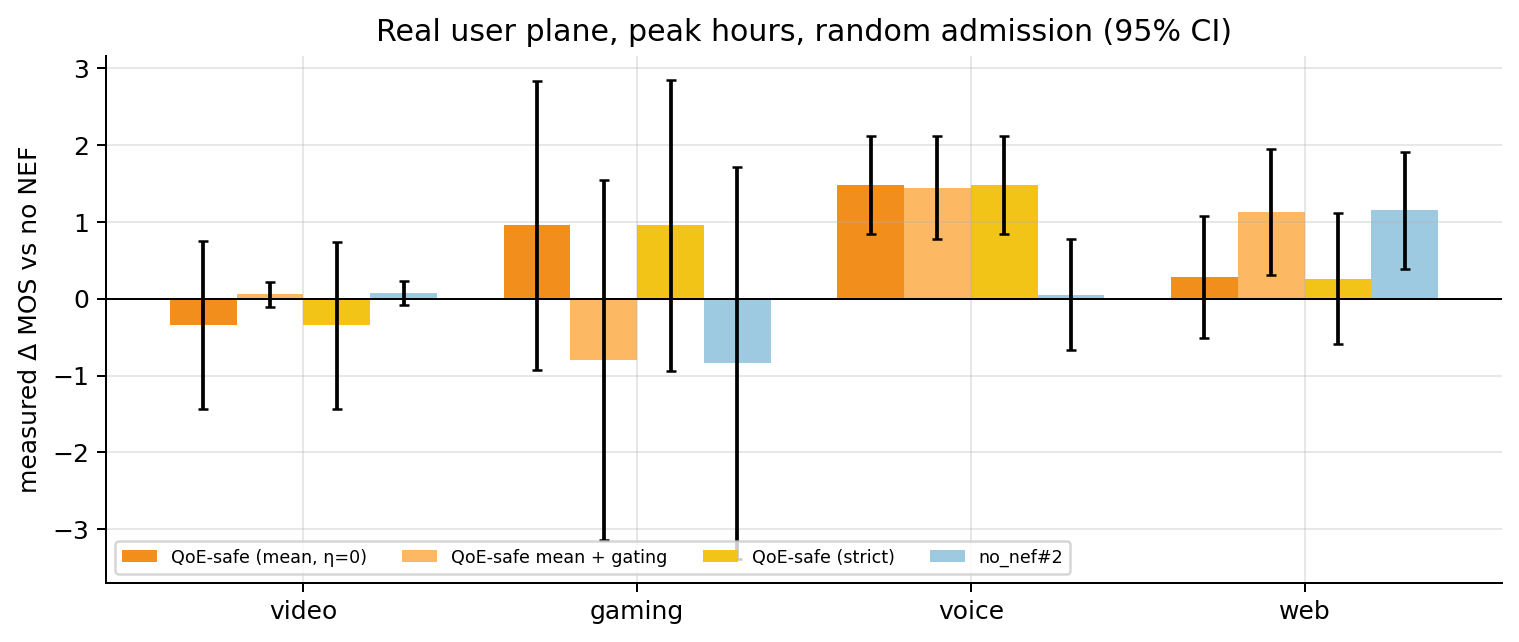 Real user plane, peak hours, random admission (95% CI)
measured Δ MOS vs no NEF
3
2
1
0
−1
−2
−3
QoE-safe (mean, η=0)
QoE-safe mean + gating
QoE-safe (strict)
no_nef#2
video
gaming
voice
web